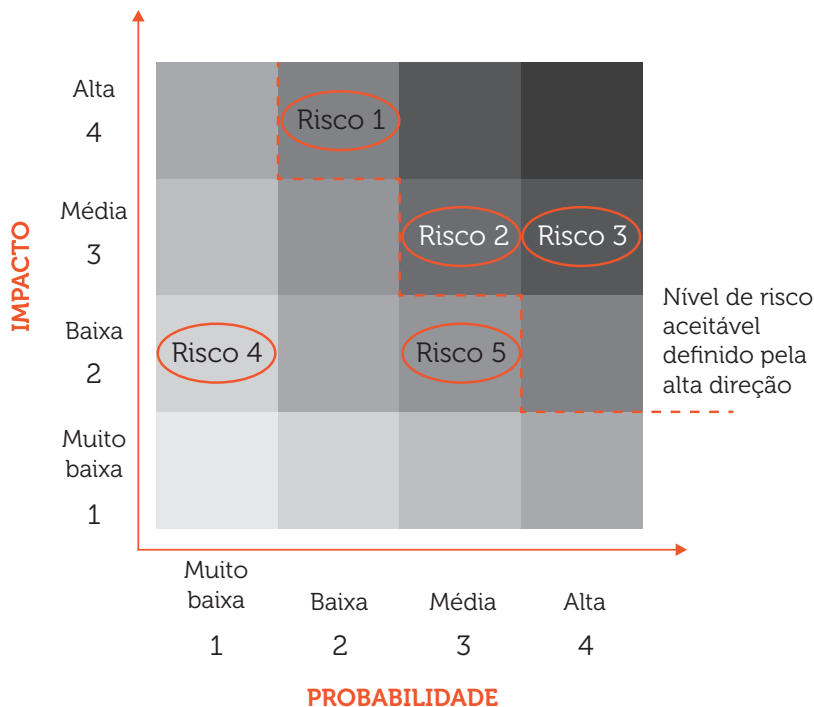 IMPACTO
Alta
4
Média
3
Baixa
2
Muito
baixa
1
Risco 1
Risco 2
Risco 3
Risco 4
Risco 5
Nível de risco
aceitável
definido pela
alta direção
Muito
baixa
Baixa
Média
Alta
1
2
3
4
PROBABILIDADE